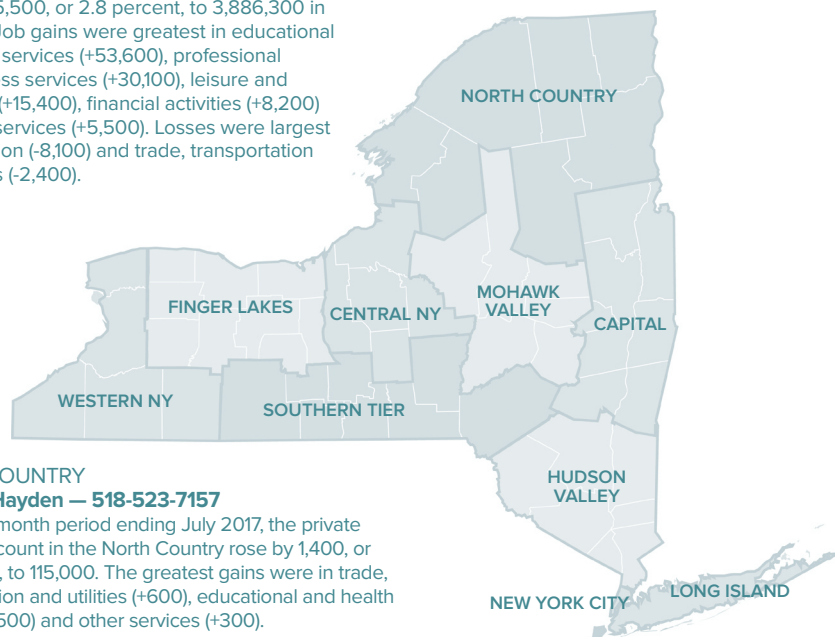 5,500, or 2.8 percent, to 3,886,300 in
Job gains were greatest in educational
services (+53,600), professional
ss services (+30,100), leisure and
(+15,400), financial activities (+8,200)
services (+5,500). Losses were largest
on (-8,100) and trade, transportation
s (-2,400).
NORTH COUNTRY
FINGER LAKES
CENTRAL NY
MOHAWK
VALLEY
CAPITAL
WESTERN NY
SOUTHERN TIER
HUDSON
VALLEY
NEW YORK CITY
LONG ISLAND
OUNTRY
Hayden — 518-523-7157
month period ending July 2017, the private
count in the North Country rose by 1,400, or
, to 115,000. The greatest gains were in trade,
ion and utilities (+600), educational and health
500) and other services (+300).